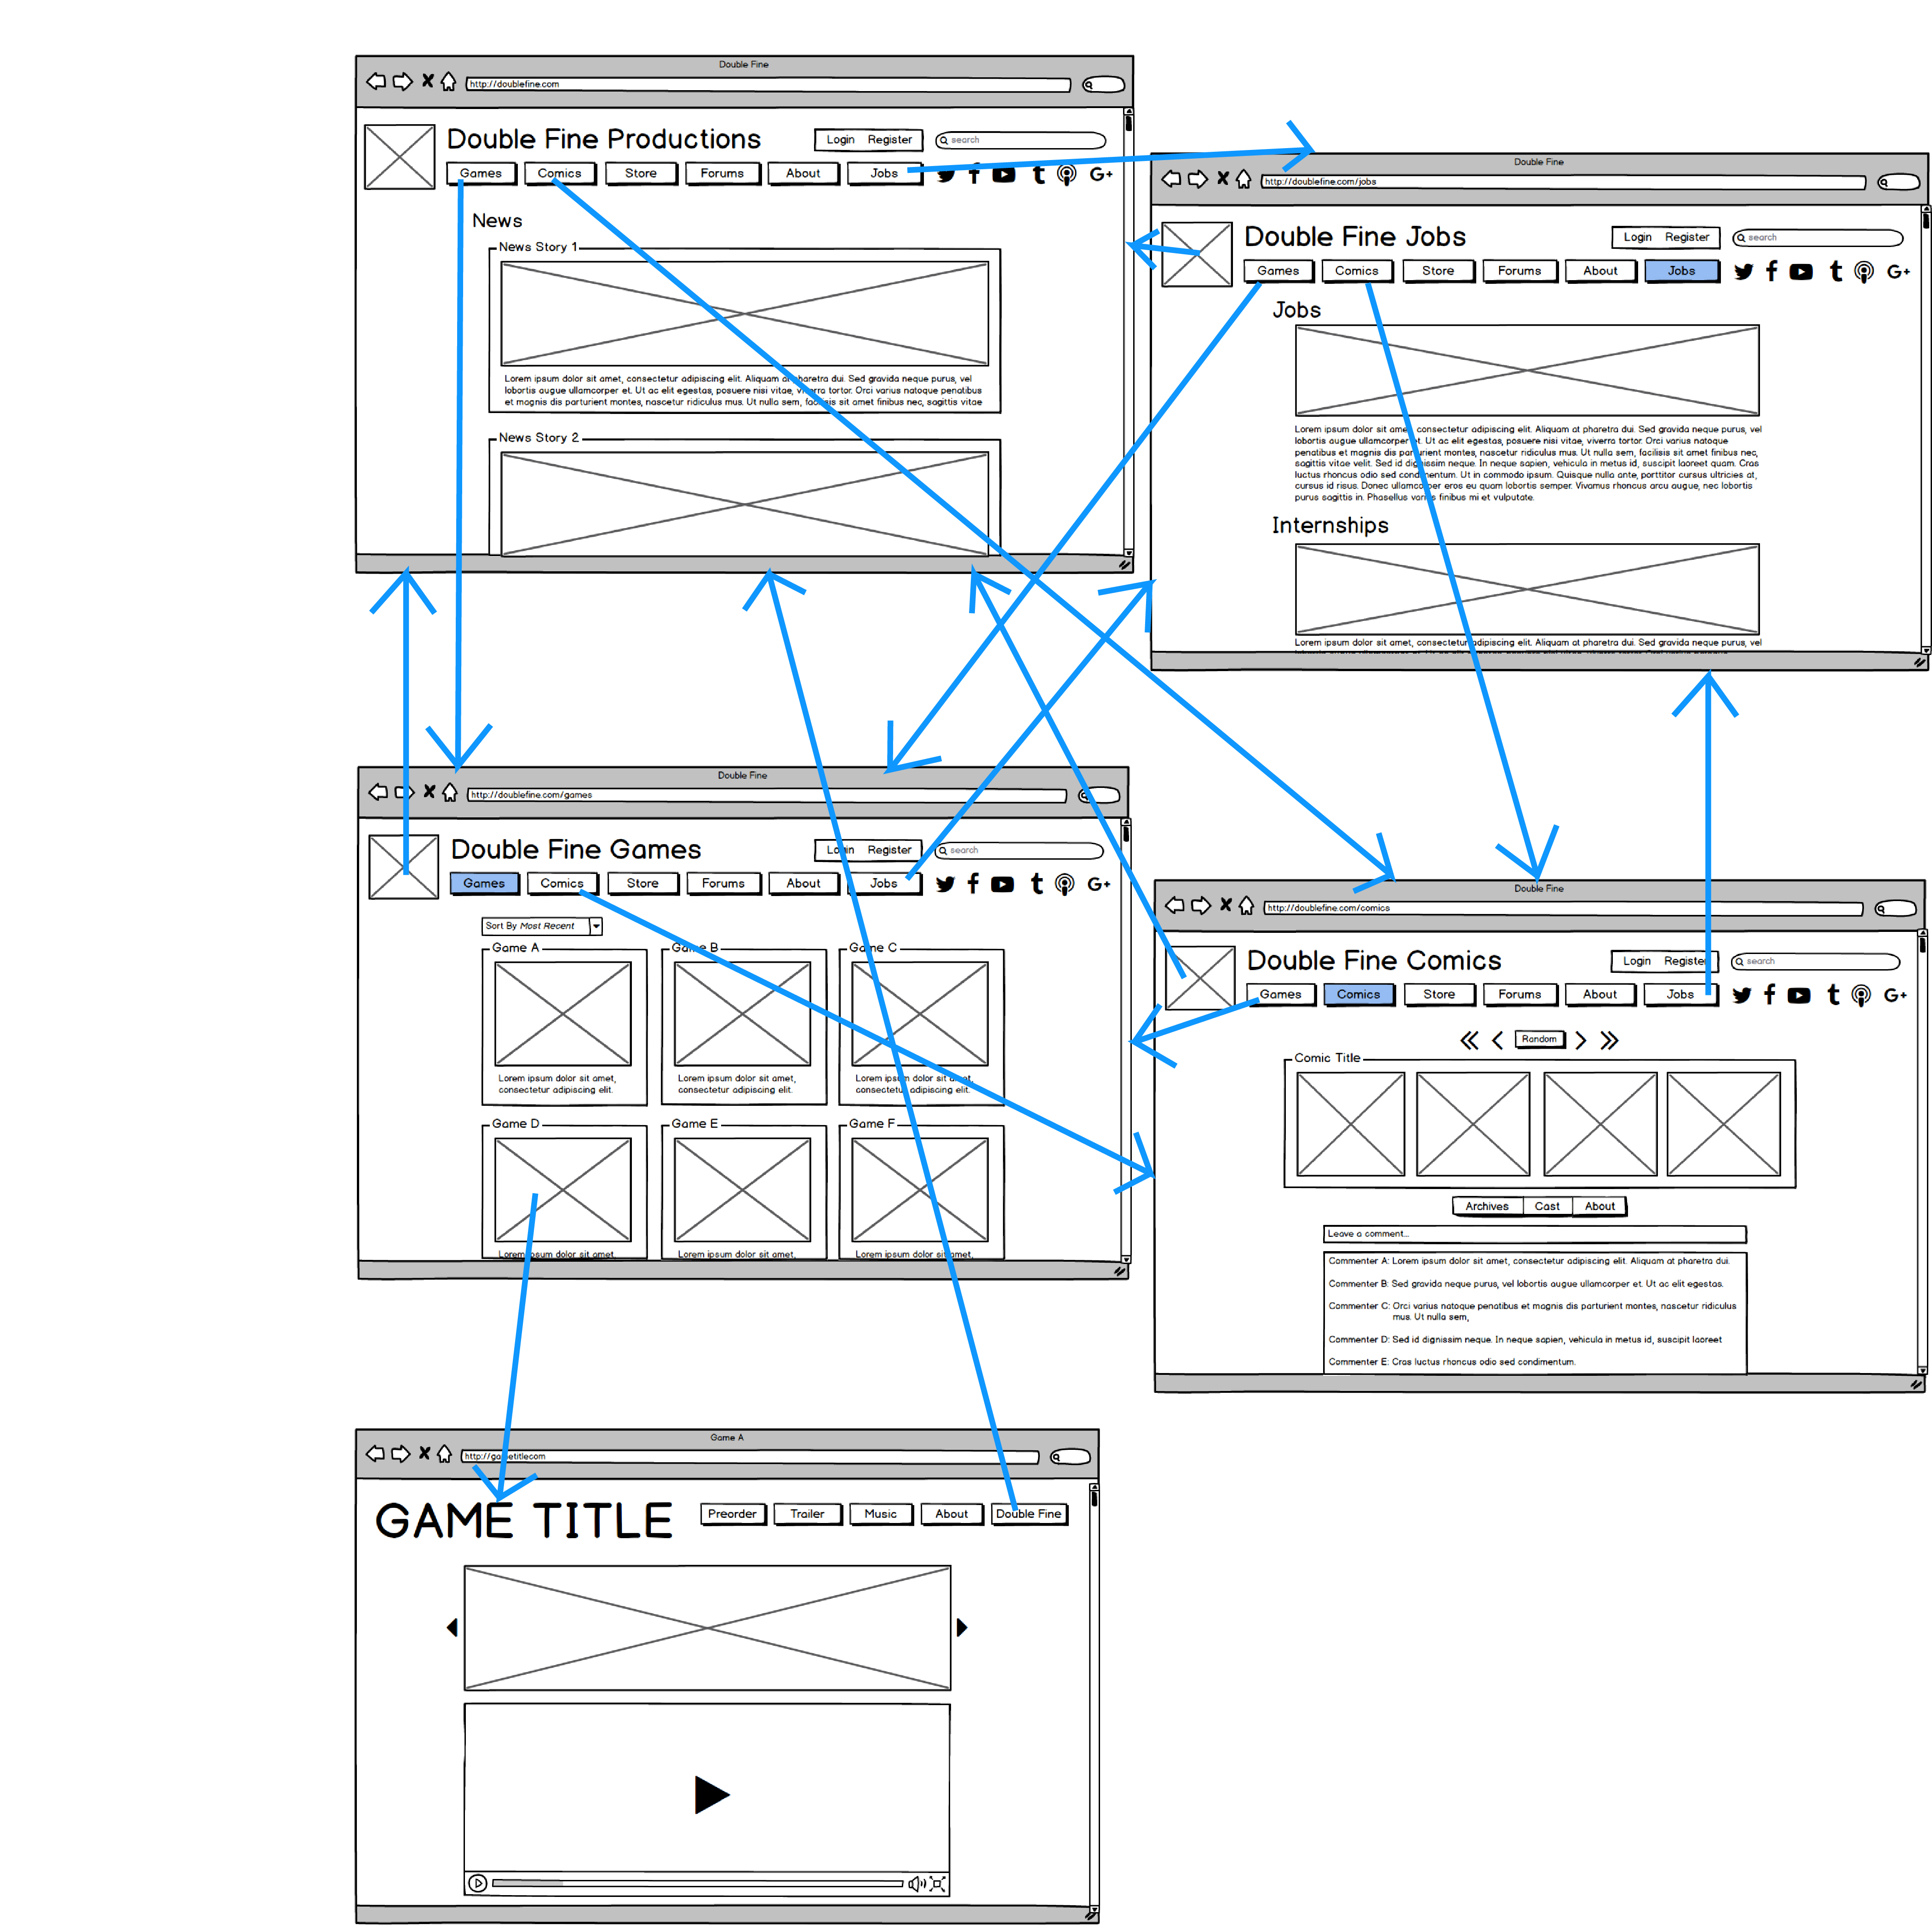 Double Fine
http://doublefine.com
Double Fine Productions
Login Register
search
Games Comics Store Forums About Jobs
News
News Story 1
Lorem ipsum dolor sit amet, consectetur adipiscing elit. Aliquam at pharetra dui. Sed gravida neque purus, vel
lobortis augue ullamcorper et. Ut ac elit egestas, posuere nisi vitae, viverra tortor. Orci varius natoque penatibus
et magnis dis parturient montes, nascetur ridiculus mus. Ut nulla sem, facilisis sit amet finibus nec, sagittis vitae
News Story 2
Double Fine
http://doublefine.com/jobs
Double Fine Jobs
Login Register
search
Games Comics Store Forums About Jobs
Jobs
Lorem ipsum dolor sit amet, consectetur adipiscing elit. Aliquam at pharetra dui. Sed gravida neque purus, vel
lobortis augue ullamcorper et. Ut ac elit egestas, posuere nisi vitae, viverra tortor. Orci varius natoque
penatibus et magnis dis parturient montes, nascetur ridiculus mus. Ut nulla sem, facilisis sit amet finibus nec,
sagittis vitae velit. Sed id dignissim neque. In neque sapien, vehicula in metus id, suscipit laoreet quam. Cras
luctus rhoncus odio sed condimentum. Ut in commodo ipsum. Quisque nulla ante, porttitor cursus ultricies at,
cursus id risus. Donec ullamcorper eros eu quam lobortis semper. Vivamus rhoncus arcu augue, nec lobortis
purus sagittis in. Phasellus varius finibus mi et vulputate.
Internships
Lorem ipsum dolor sit amet, consectetur adipiscing elit. Aliquam at pharetra dui. Sed gravida neque purus, vel
Double Fine
http://doublefine.com/games
Double Fine Games
Login Register
search
Games Comics Store Forums About Jobs
Sort By Most Recent
Game A Game B Game C
Lorem ipsum dolor sit amet, Lorem ipsum dolor sit amet, Lorem ipsum dolor sit amet,
consectetur adipiscing elit. consectetur adipiscing elit. consectetur adipiscing elit.
Game D Game E Game F
Lorem ipsum dolor sit amet, Lorem ipsum dolor sit amet, Lorem ipsum dolor sit amet,
Double Fine
http://doublefine.com/comics
Double Fine Comics
Login Register
search
Games Comics Store Forums About Jobs
Random
Comic Title
Archives Cast About
Leave a comment...
Commenter A: Lorem ipsum dolor sit amet, consectetur adipiscing elit. Aliquam at pharetra dui.
Commenter B: Sed gravida neque purus, vel lobortis augue ullamcorper et. Ut ac elit egestas.
Commenter C: Orci varius natoque penatibus et magnis dis parturient montes, nascetur ridiculus
mus. Ut nulla sem,
Commenter D: Sed id dignissim neque. In neque sapien, vehicula in metus id, suscipit laoreet
Commenter E: Cras luctus rhoncus odio sed condimentum.
Game A
http://gametitlecom
GAME TITLE
Preorder Trailer Music About Double Fine